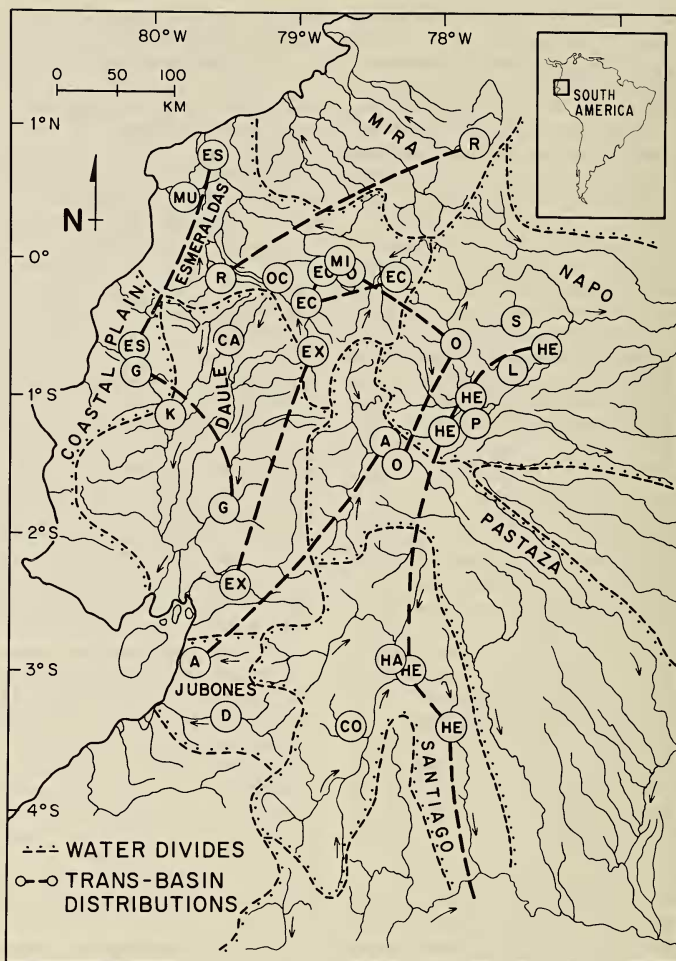 80°W 79°W 78°W
0 50 100
KM
SOUTH
AMERICA
1°N
MIRA
R
ES
MU
N
ESMERALDAS
0°
MI
R OC EC O EC
EC
NAPO
COASTAL PLAIN
ES CA EX O S HE
G L
DAULE
1°S
K HE
HE P
A
O
G
2°S
PASTAZA
EX
3°S
A HA HE
JUBONES
D CO HE
SANTIAGO
4°S
WATER DIVIDES
TRANS-BASIN
DISTRIBUTIONS